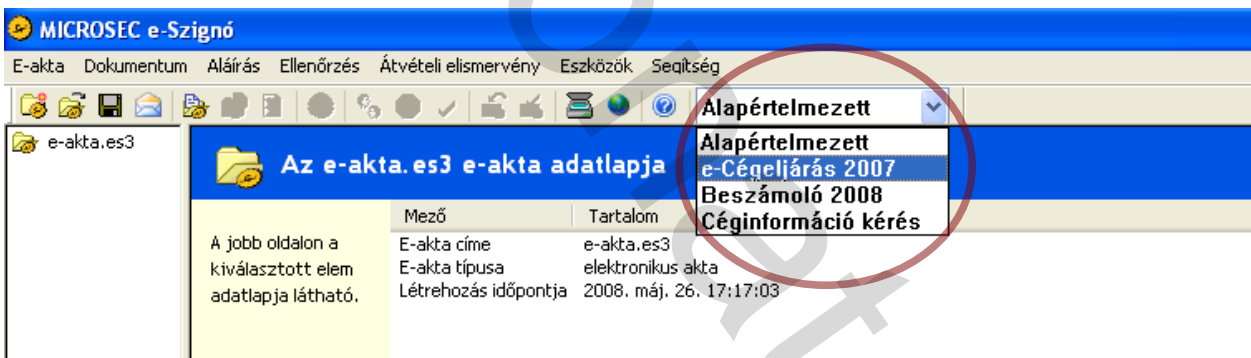 MICROSEC e-Szignó
E-akta Dokumentum Aláírás Ellenőrzés Átvételi elismervény Eszközök Segítség
Alapértelmezett
e-akta.es3
Az e-akta.es3 e-akta adatlapja
Alapértelmezett
e-Cégeljárás 2007
Beszámoló 2008
Céginformáció kérés
A jobb oldalon a
kiválasztott elem
adatlapja látható.
Mező Tartalom
E-akta címe e-akta.es3
E-akta típusa elektronikus akta
Létrehozás időpontja 2008. máj. 26. 17:17:03